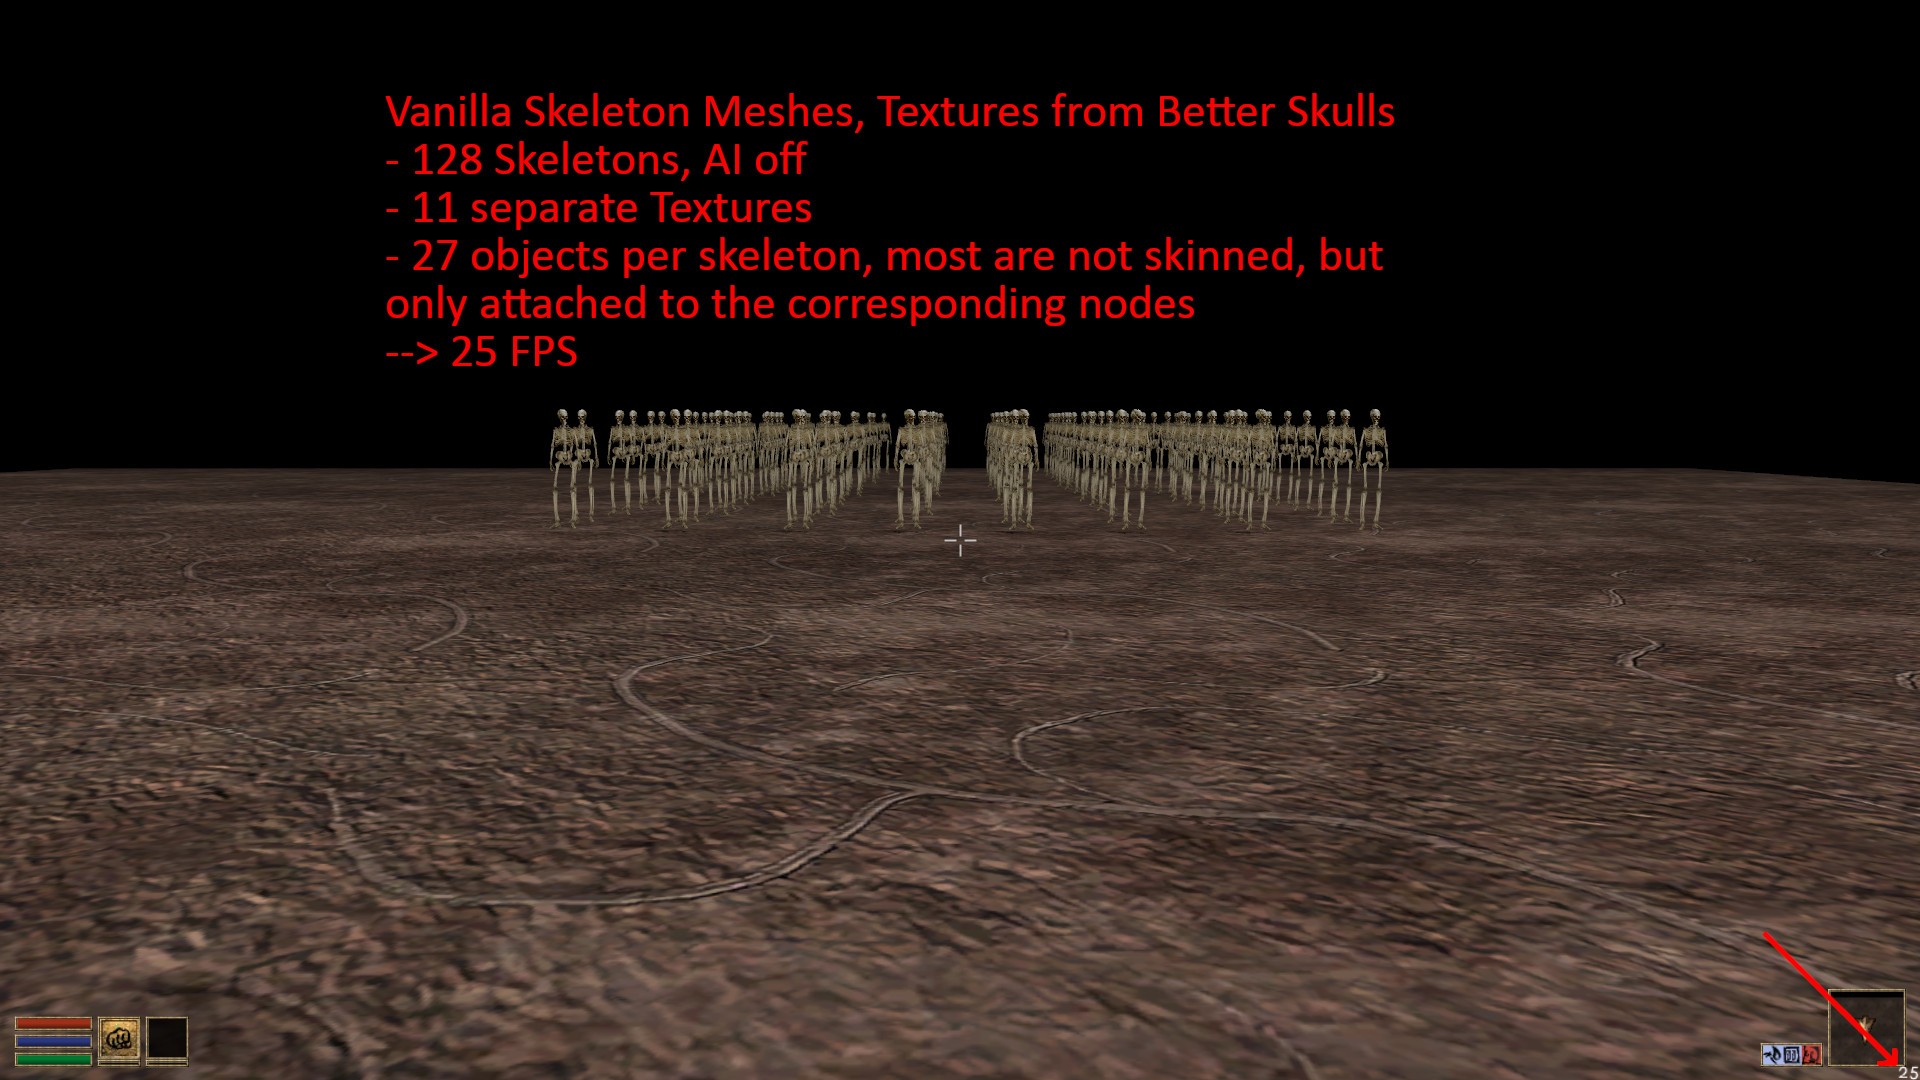 Vanilla Skeleton Meshes, Textures from Better Skulls
- 128 Skeletons, AI off
- 11 separate Textures
- 27 objects per skeleton, most are not skinned, but
only attached to the corresponding nodes
--> 25 FPS
25